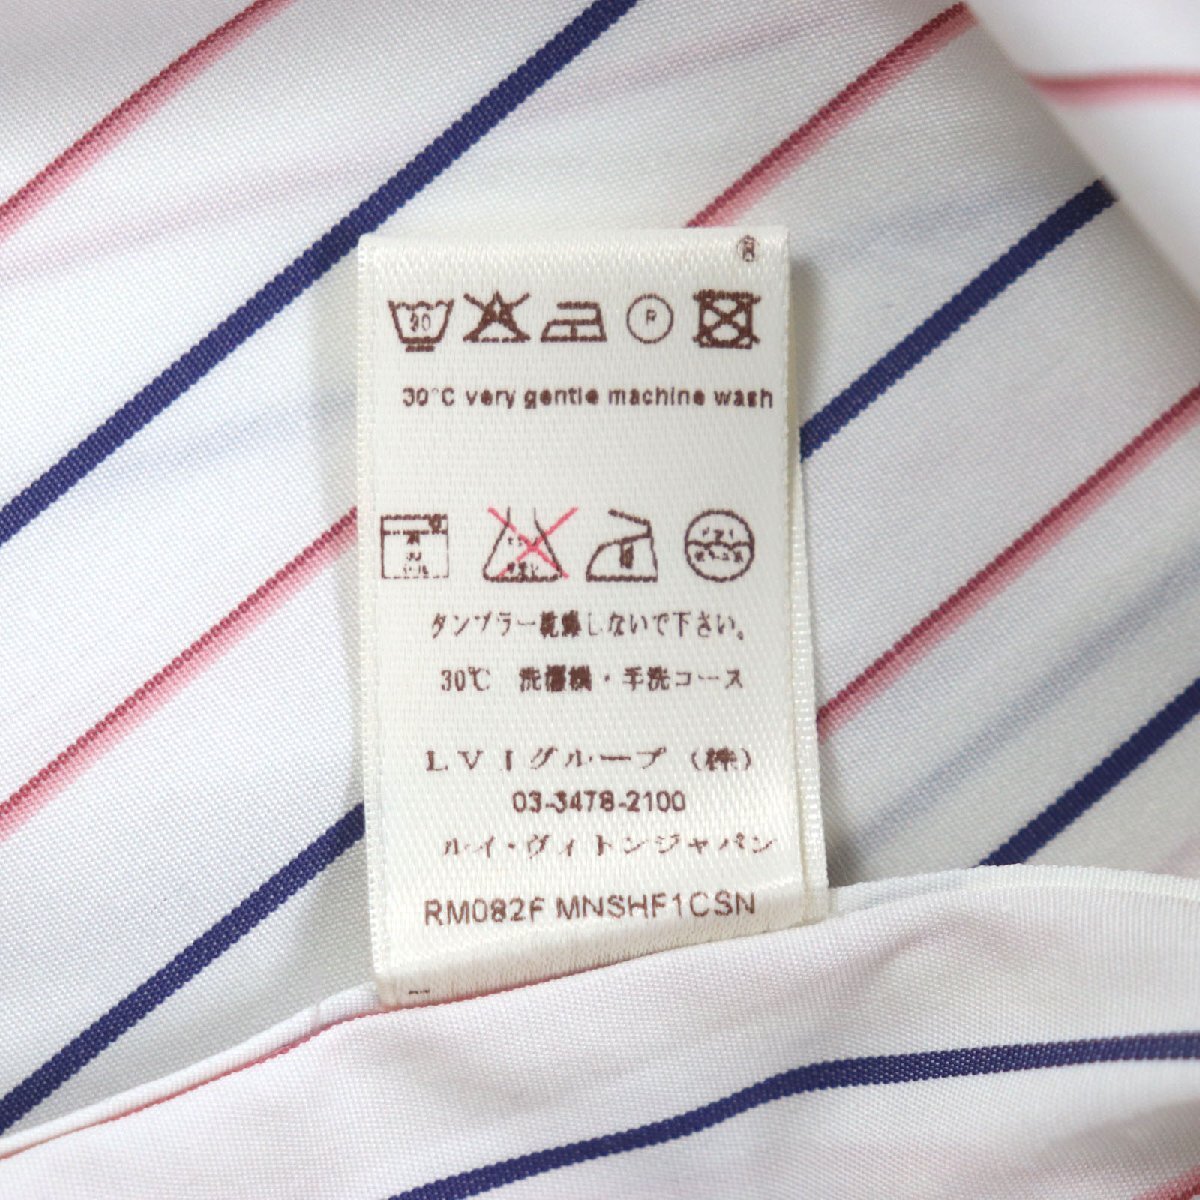 30
P
30°C very gentle machine wash
タンブラー乾燥しないで下さい。
30℃ 洗濯機・手洗コース
LVJグループ(株)
03-3478-2100
ルイ・ヴィトンジャパン
RM082F MNSHF1CSN